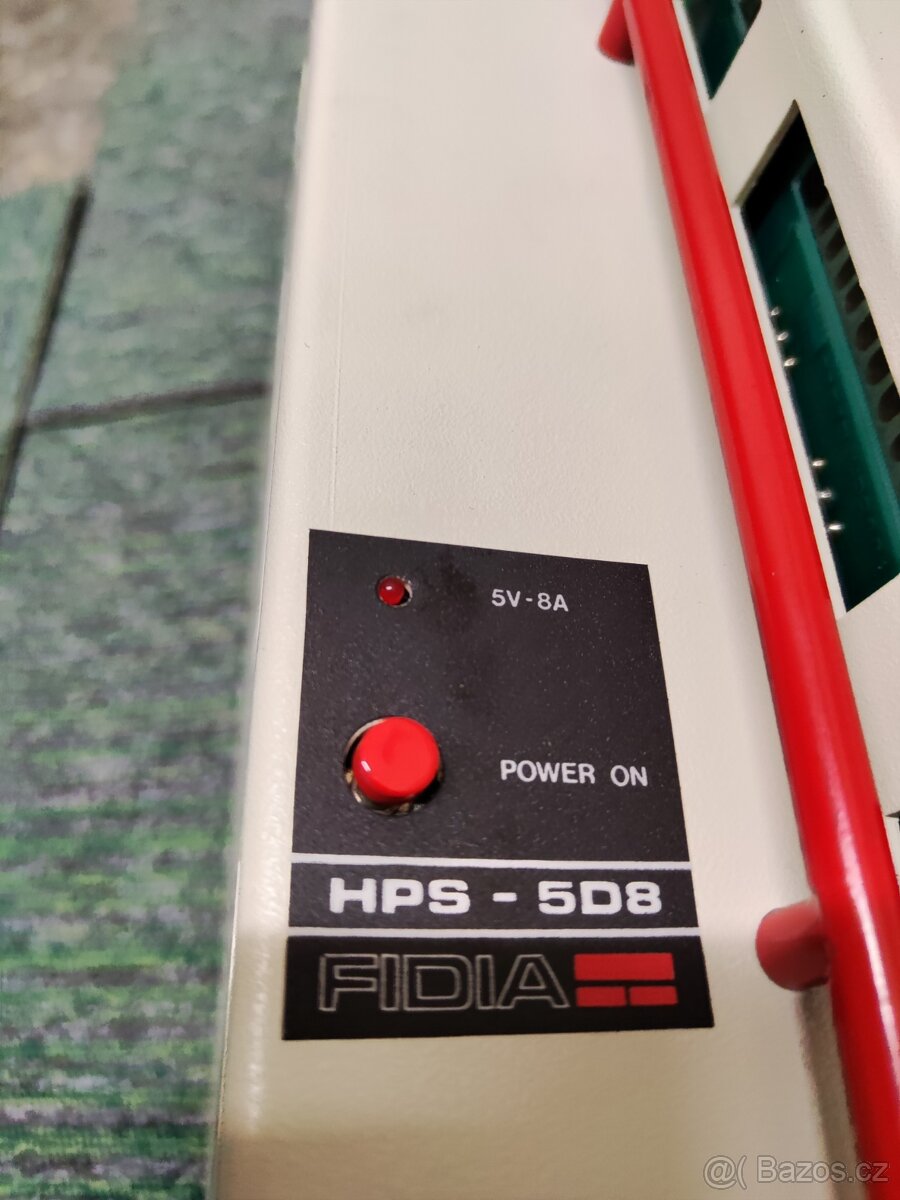 5V-8A
POWER ON
HPS - 5D8
FIDIA
@( Bazos.cz